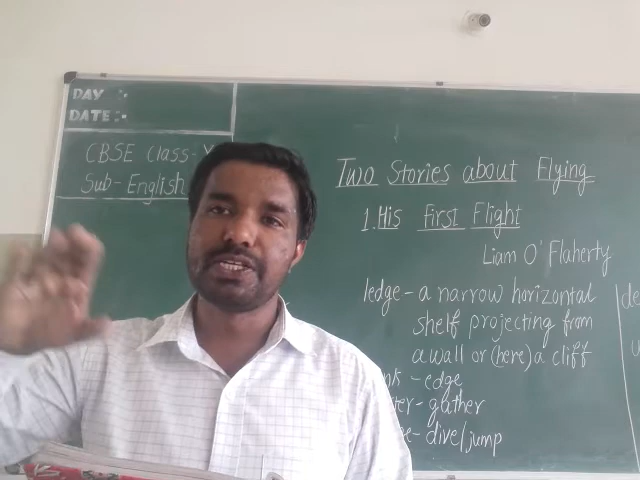 DAY :-
DATE :-
CBSE Class-
Sub- English
Two Stories about Flying
1. His First Flight
Liam O' Flaherty
ledge - a narrow horizontal
shelf projecting from
a wall or (here) a cliff
- edge
- gather
- dive/jump